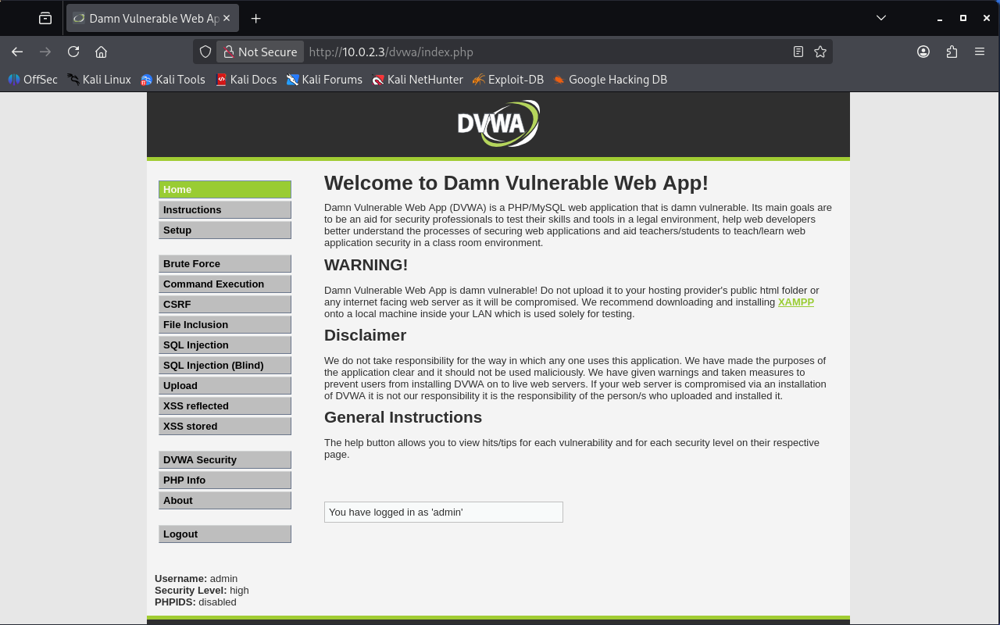 Damn Vulnerable Web Ap
Not Secure
http://10.0.2.3/dvwa/index.php
OffSec
Kali Linux
Kali Tools
Kali Docs
Kali Forums
Kali NetHunter
Exploit-DB
Google Hacking DB
DVWA
Home
Instructions
Setup
Brute Force
Command Execution
CSRF
File Inclusion
SQL Injection
SQL Injection (Blind)
Upload
XSS reflected
XSS stored
DVWA Security
PHP Info
About
Logout
Username: admin
Security Level: high
PHPIDS: disabled
Welcome to Damn Vulnerable Web App!
Damn Vulnerable Web App (DVWA) is a PHP/MySQL web application that is damn vulnerable. Its main goals are
to be an aid for security professionals to test their skills and tools in a legal environment, help web developers
better understand the processes of securing web applications and aid teachers/students to teach/learn web
application security in a class room environment.
WARNING!
Damn Vulnerable Web App is damn vulnerable! Do not upload it to your hosting provider's public html folder or
any internet facing web server as it will be compromised. We recommend downloading and installing XAMPP
onto a local machine inside your LAN which is used solely for testing.
Disclaimer
We do not take responsibility for the way in which any one uses this application. We have made the purposes of
the application clear and it should not be used maliciously. We have given warnings and taken measures to
prevent users from installing DVWA on to live web servers. If your web server is compromised via an installation
of DVWA it is not our responsibility it is the responsibility of the person/s who uploaded and installed it.
General Instructions
The help button allows you to view hits/tips for each vulnerability and for each security level on their respective
page.
You have logged in as 'admin'